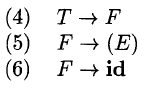 (4) T → F
(5) F → (E)
(6) F → id